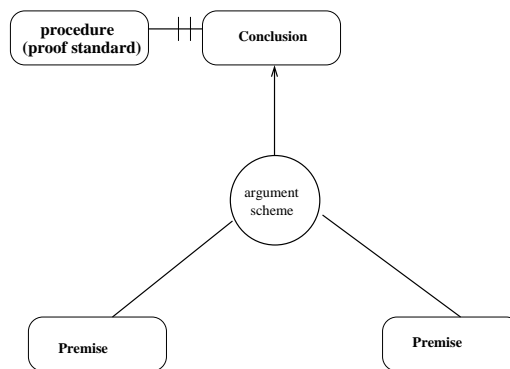 procedure
(proof standard)
Conclusion
argument
scheme
Premise
Premise